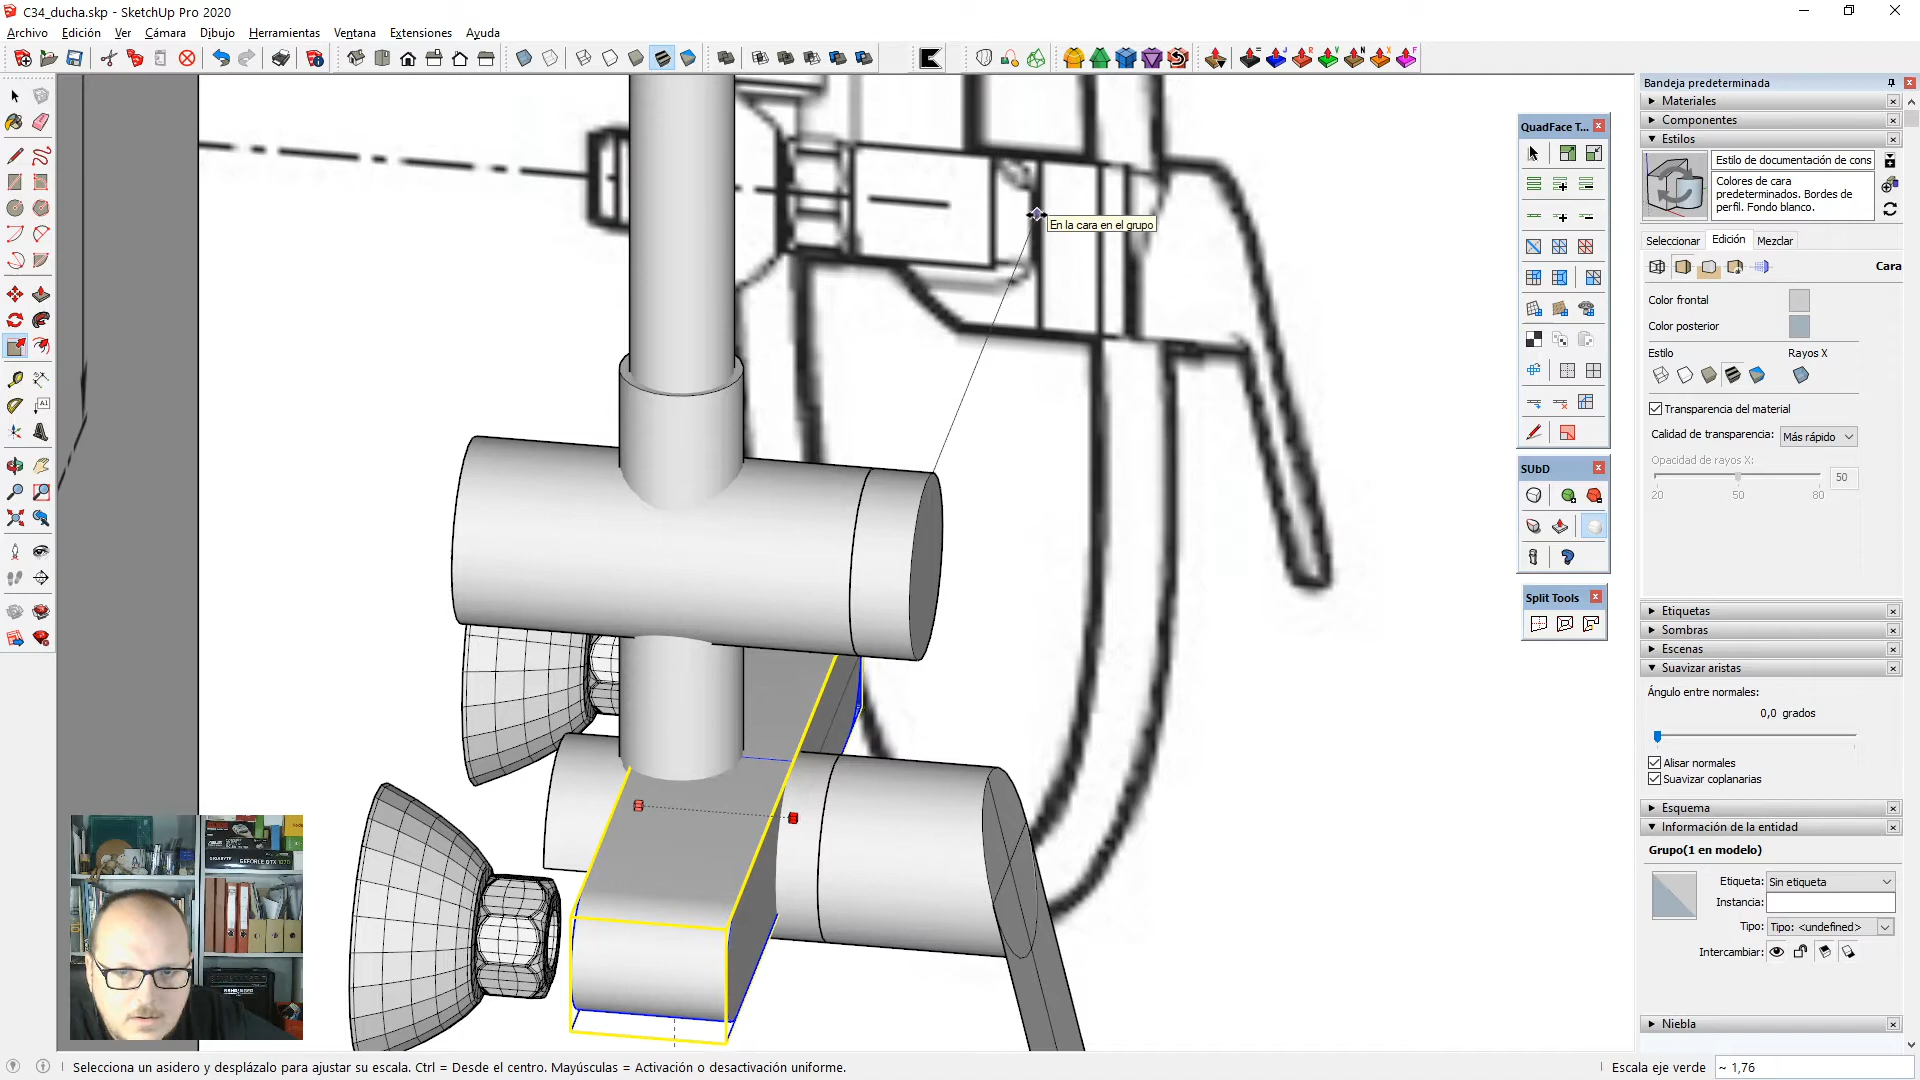 C34_ducha.skp - SketchUp Pro 2020
Archivo Edición Ver Cámara Dibujo Herramientas Ventana Extensiones Ayuda
Bandeja predeterminada
Materiales
Componentes
Estilos
Estilo de documentación de cons
Colores de cara
predeterminados. Bordes de
perfil. Fondo blanco.
Seleccionar Edición Mezclar
Cara
Color frontal
Color posterior
Estilo Rayos X
Transparencia del material
Calidad de transparencia: Más rápido
Opacidad de rayos X: 50
20 50 80
Etiquetas
Sombras
Escenas
Suavizar aristas
Ángulo entre normales:
0,0 grados
Alisar normales
Suavizar coplanarias
Esquema
Información de la entidad
Grupo(1 en modelo)
Etiqueta: Sin etiqueta
Instancia:
Tipo: Tipo: <undefined>
Intercambiar:
Niebla
QuadFace T...
SUbD
Split Tools
En la cara en el grupo
Selecciona un asidero y desplázalo para ajustar su escala. Ctrl = Desde el centro. Mayúsculas = Activación o desactivación uniforme.
Escala eje verde ~ 1,76